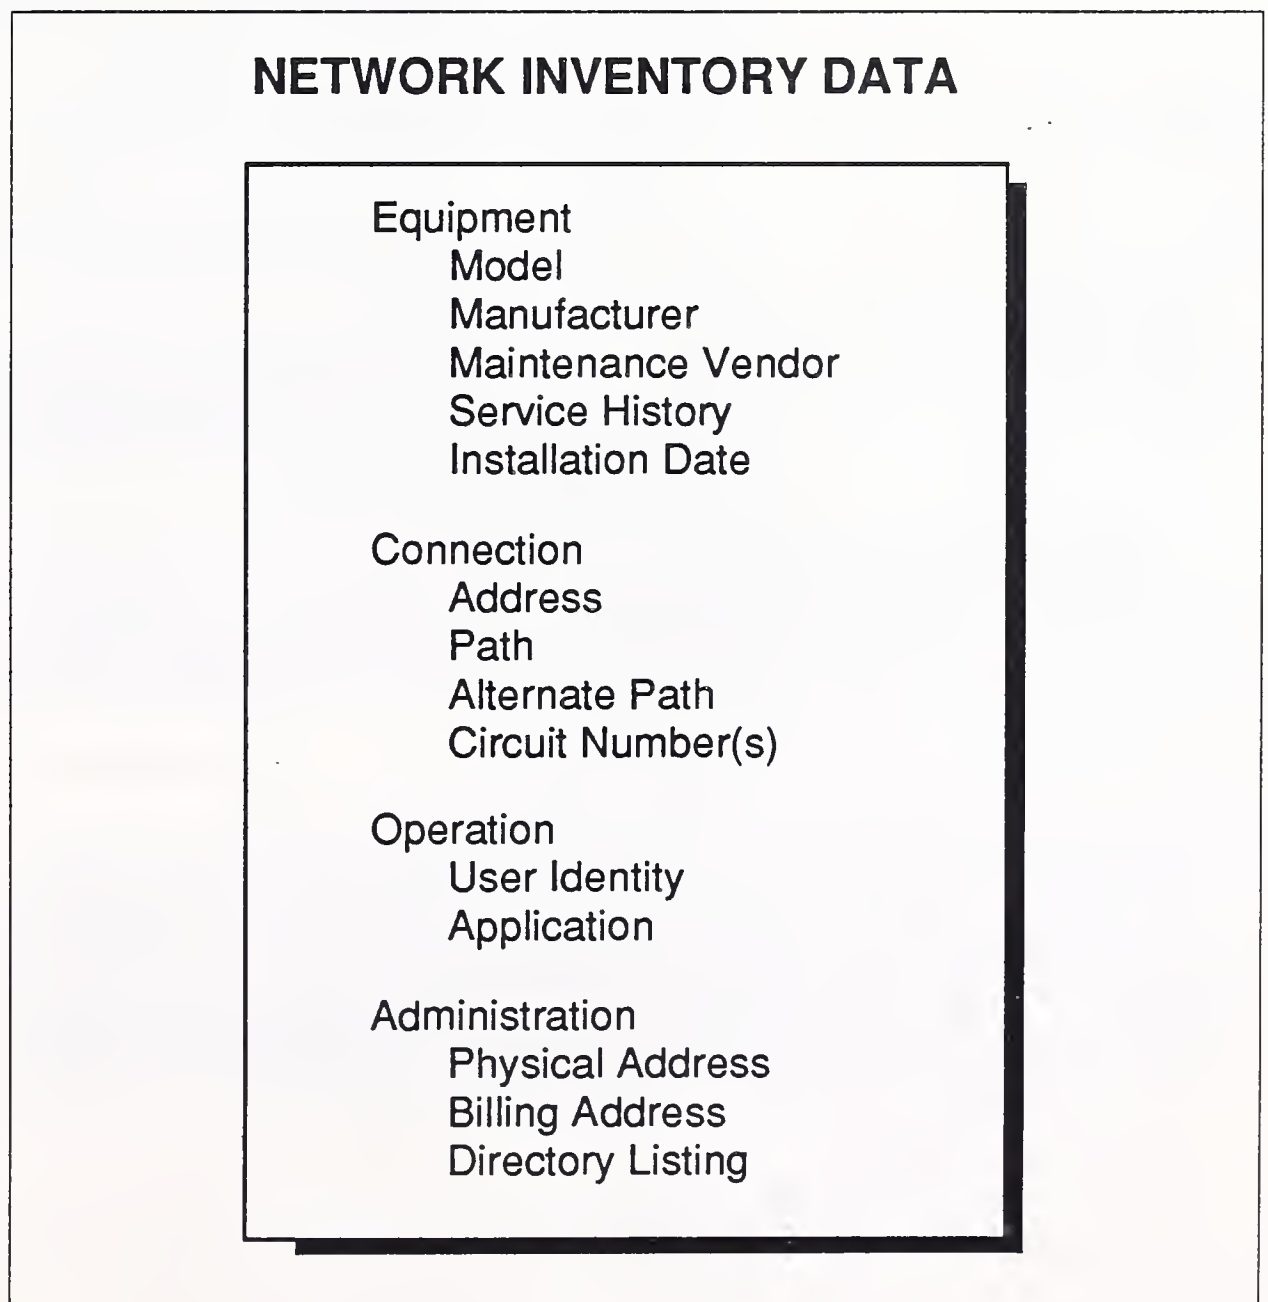 NETWORK INVENTORY DATA
Equipment
Model
Manufacturer
Maintenance Vendor
Service History
Installation Date
Connection
Address
Path
Alternate Path
Circuit Number(s)
Operation
User Identity
Application
Administration
Physical Address
Billing Address
Directory Listing